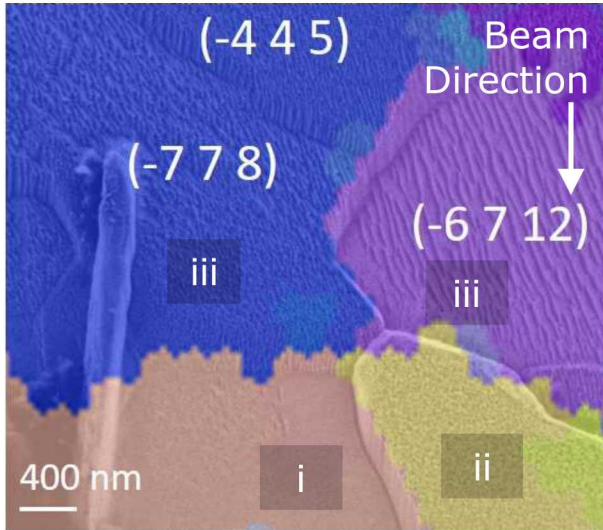 (-4 4 5)
Beam
Direction
(-7 7 8)
(-6 7 12)
iii
iii
i
ii
400 nm